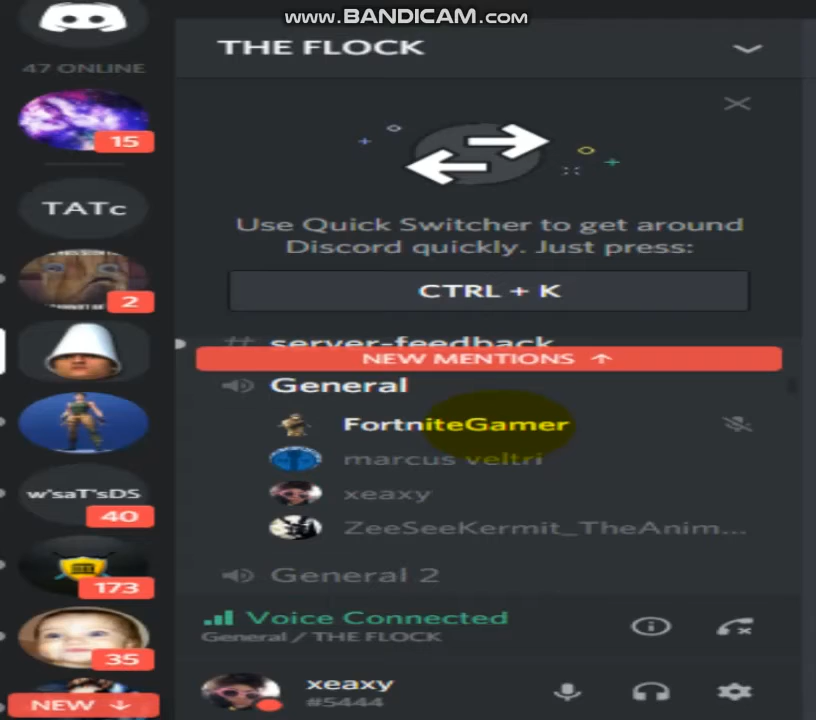 www.BANDICAM.com
THE FLOCK
47 ONLINE
15
Use Quick Switcher to get around
Discord quickly. Just press:
TATc
CTRL + K
2
# server-feedback
NEW MENTIONS ↑
General
FortniteGamer
marcus veltri
xeaxy
w'saT'sDS
40
ZeeSeeKermit_TheAnim...
General 2
173
Voice Connected
General / THE FLOCK
35
xeaxy
#5444
NEW ↓